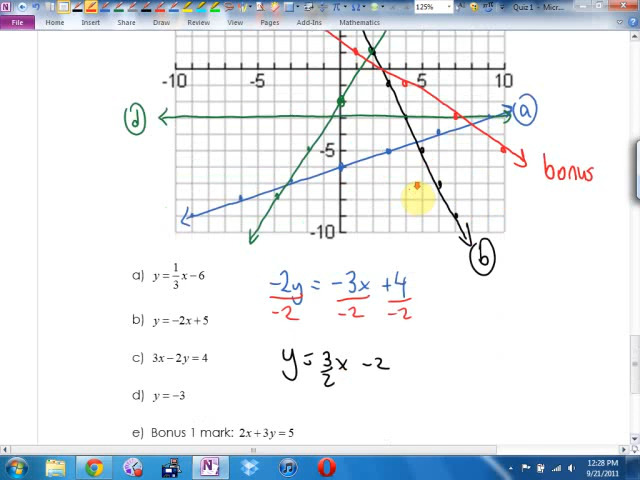 File Home Insert Share Draw Review View Add-Ins Mathematics
125%
Quiz 1 - Micr...
-10 -5 5 10
d
a
-5
bonus
-10
b
a) y = 1/3 x - 6
-2y = -3x + 4
-2 -2 -2
b) y = -2x + 5
c) 3x - 2y = 4
y = 3/2 x - 2
d) y = -3
e) Bonus 1 mark: 2x + 3y = 5
12:28 PM
9/21/2011